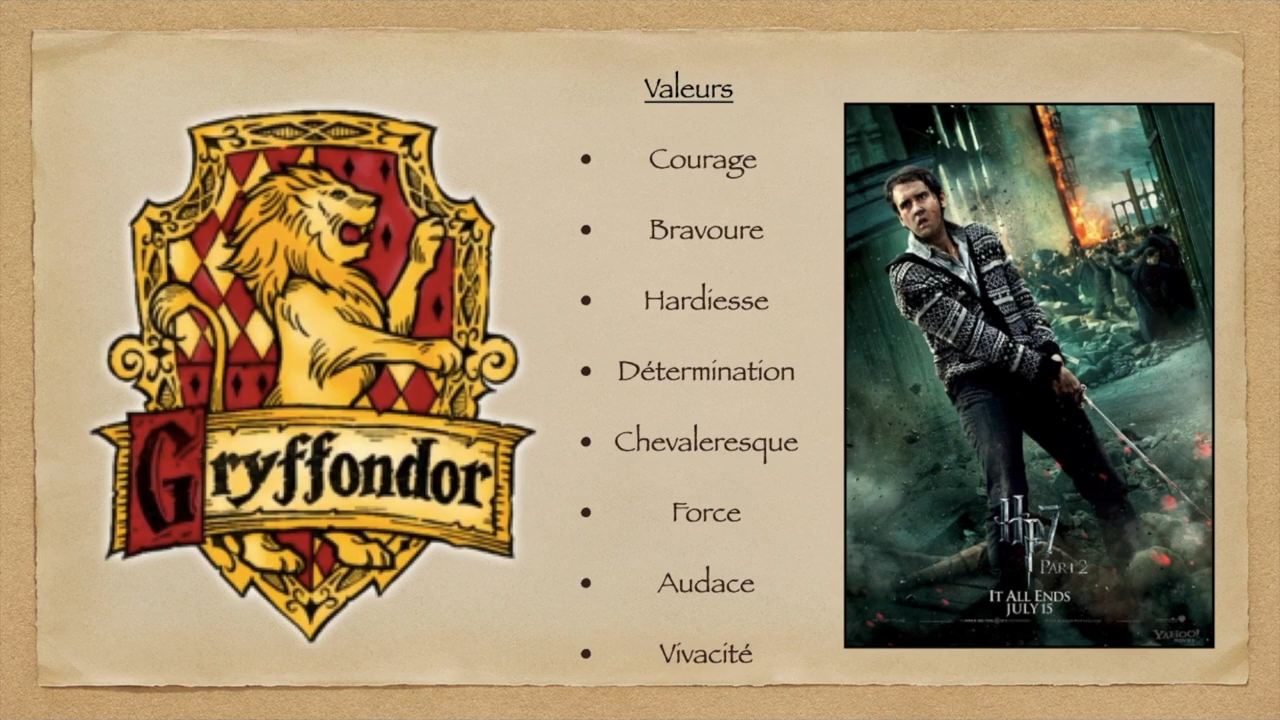 Valeurs
• Courage
• Bravoure
• Hardiesse
• Détermination
• Chevaleresque
• Force
• Audace
• Vivacité
Gryffondor
HP7
PART 2
IT ALL ENDS
JULY 15
YAHOO!